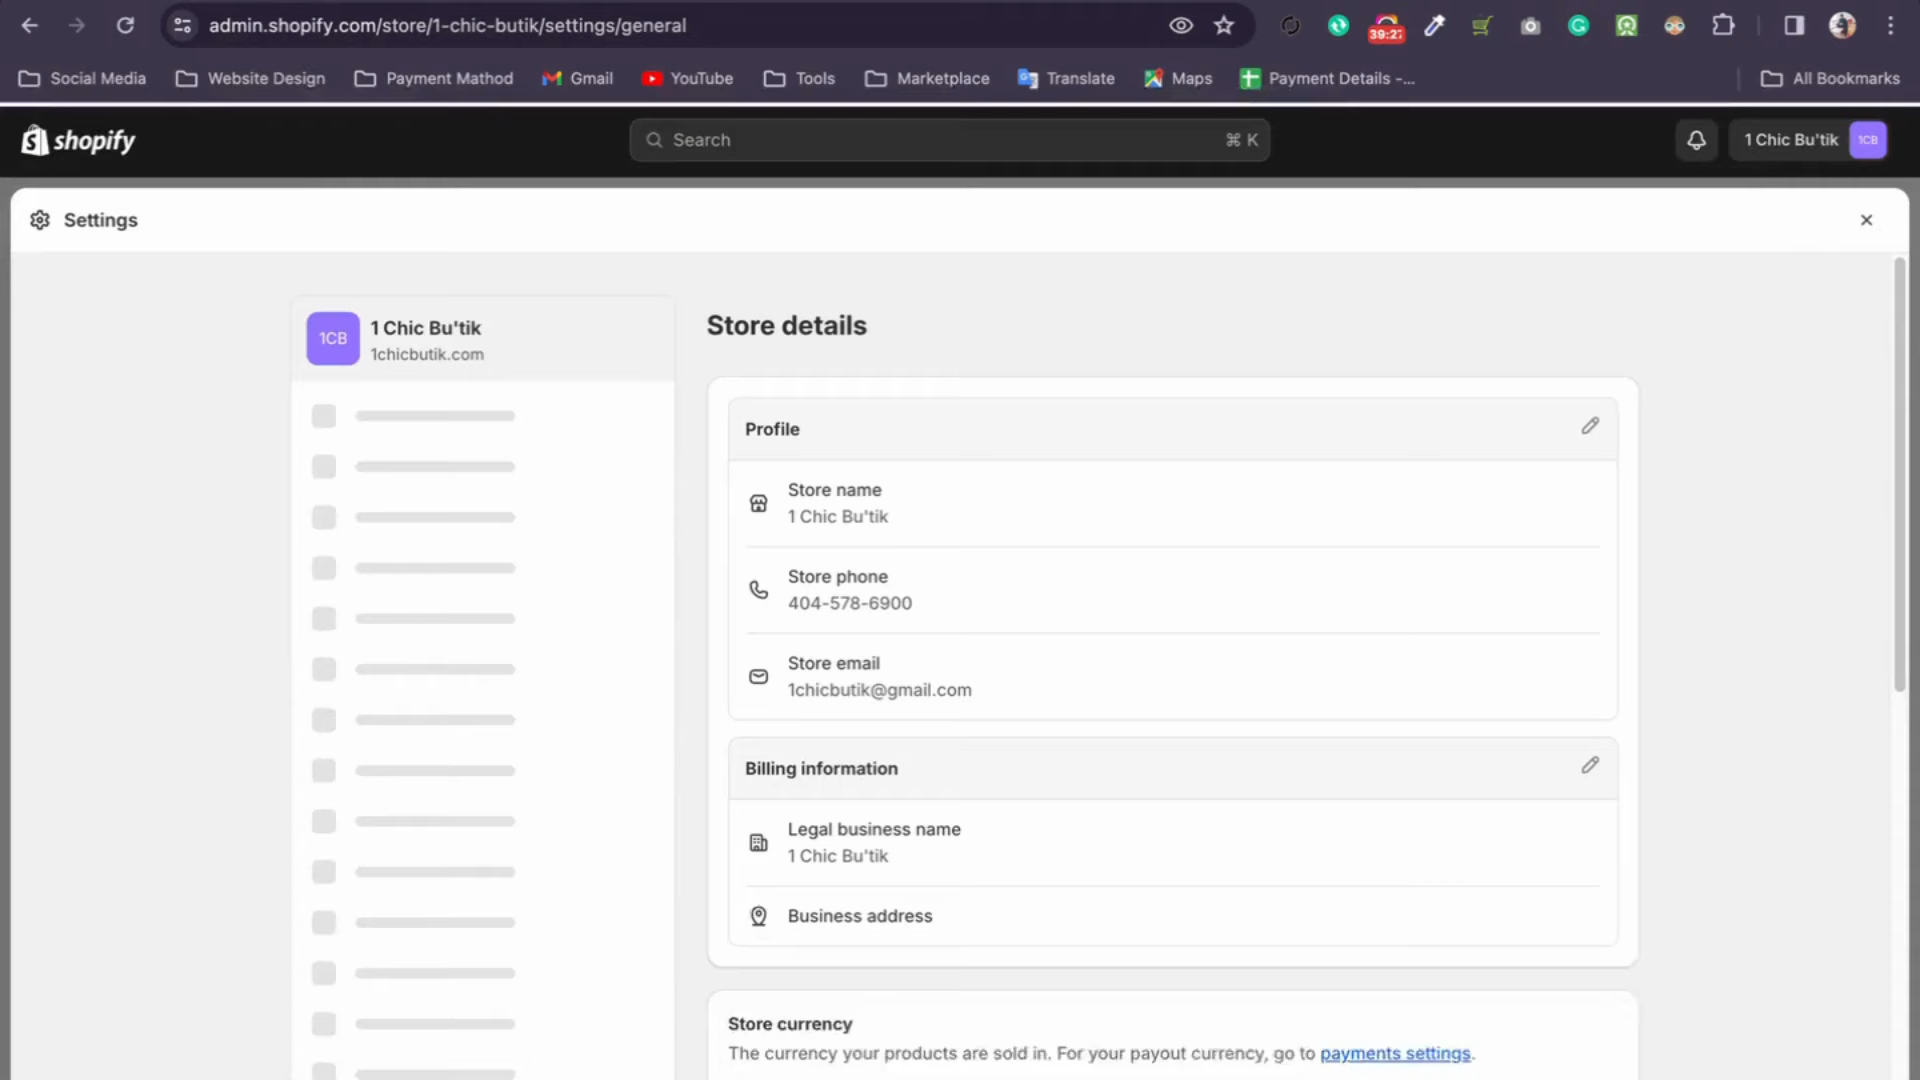 admin.shopify.com/store/1-chic-butik/settings/general
39:27
Social Media
Website Design
Payment Mathod
Gmail
YouTube
Tools
Marketplace
Translate
Maps
Payment Details -...
All Bookmarks
shopify
Search
⌘ K
1 Chic Bu'tik
1CB
Settings
1CB
1 Chic Bu'tik
1chicbutik.com
Store details
Profile
Store name
1 Chic Bu'tik
Store phone
404-578-6900
Store email
1chicbutik@gmail.com
Billing information
Legal business name
1 Chic Bu'tik
Business address
Store currency
The currency your products are sold in. For your payout currency, go to payments settings.